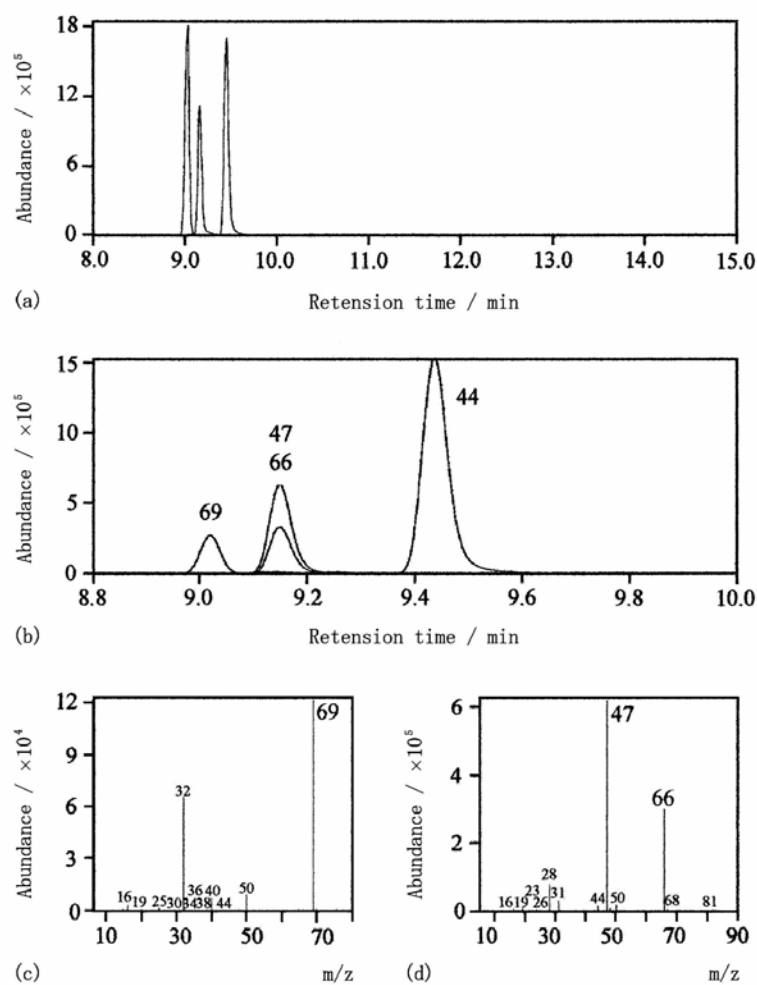 18
12
6
0
Abundance / ×10⁵
8.0 9.0 10.0 11.0 12.0 13.0 14.0 15.0
(a) Retension time / min
15
10
5
0
Abundance / ×10⁵
69
47
66
44
8.8 9.0 9.2 9.4 9.6 9.8 10.0
(b) Retension time / min
12
9
6
3
0
Abundance / ×10⁴
69
32
16 19 25 30 34 36 38 40 44 50
10 30 50 70
(c) m/z
6
4
2
0
Abundance / ×10⁵
47
66
28
23 31
16 19 26 44 50 68 81
10 30 50 70 90
(d) m/z